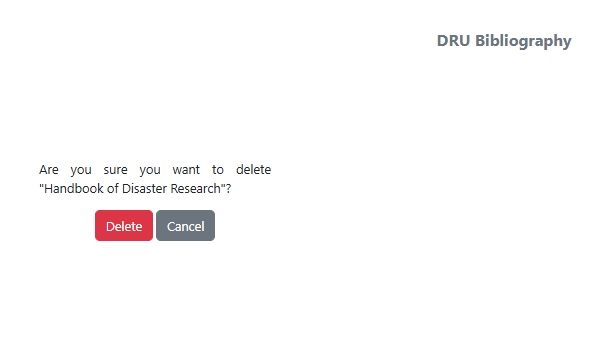 DRU Bibliography
Are you sure you want to delete
"Handbook of Disaster Research"?
Delete Cancel